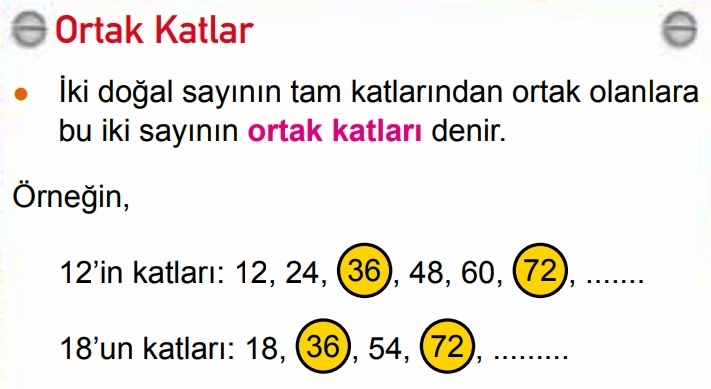 Ortak Katlar
• İki doğal sayının tam katlarından ortak olanlara
bu iki sayının ortak katları denir.
Örneğin,
12’in katları: 12, 24, 36, 48, 60, 72, .......
18’un katları: 18, 36, 54, 72, .........